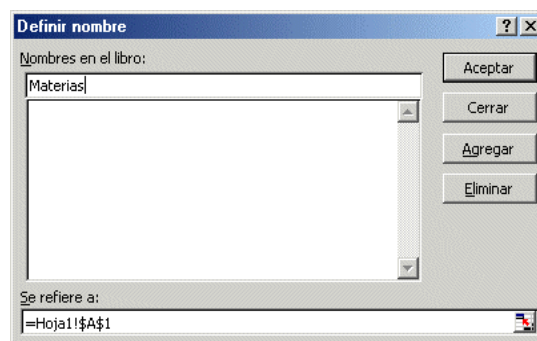 Definir nombre
Nombres en el libro:
Materias
Aceptar
Cerrar
Agregar
Eliminar
Se refiere a:
=Hoja1!$A$1